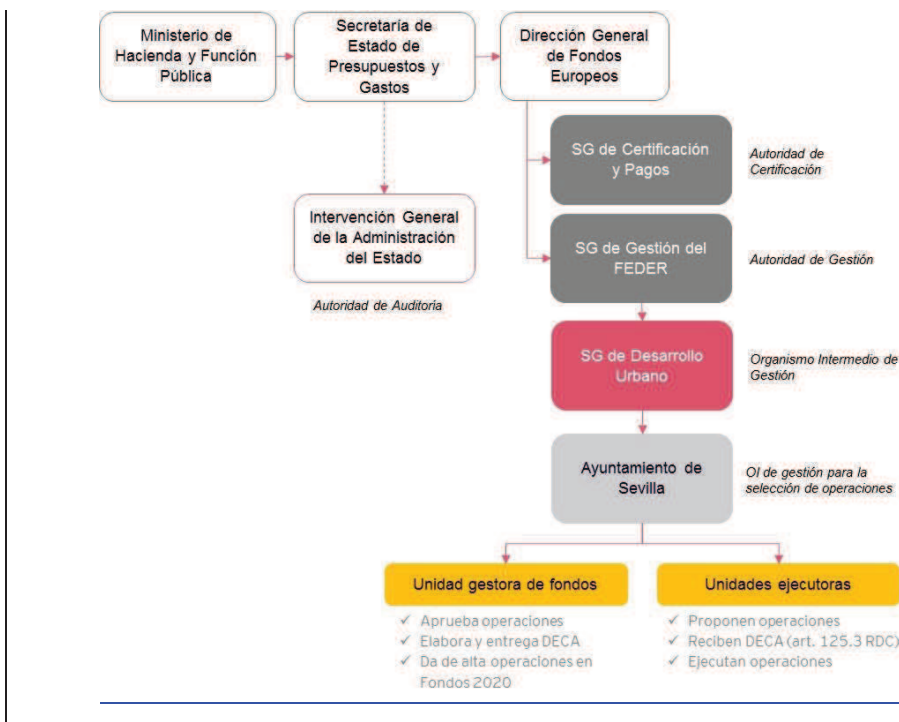 Ministerio de
Hacienda y Función
Pública
Secretaría de
Estado de
Presupuestos y
Gastos
Dirección General
de Fondos
Europeos
SG de Certificación
y Pagos
Autoridad de
Certificación
Intervención General
de la Administración
del Estado
Autoridad de Auditoría
SG de Gestión del
FEDER
Autoridad de Gestión
SG de Desarrollo
Urbano
Organismo Intermedio de
Gestión
Ayuntamiento de
Sevilla
OI de gestión para la
selección de operaciones
Unidad gestora de fondos
✓ Aprueba operaciones
✓ Elabora y entrega DECA
✓ Da de alta operaciones en
Fondos 2020
Unidades ejecutoras
✓ Proponen operaciones
✓ Reciben DECA (art. 125.3 RDC)
✓ Ejecutan operaciones